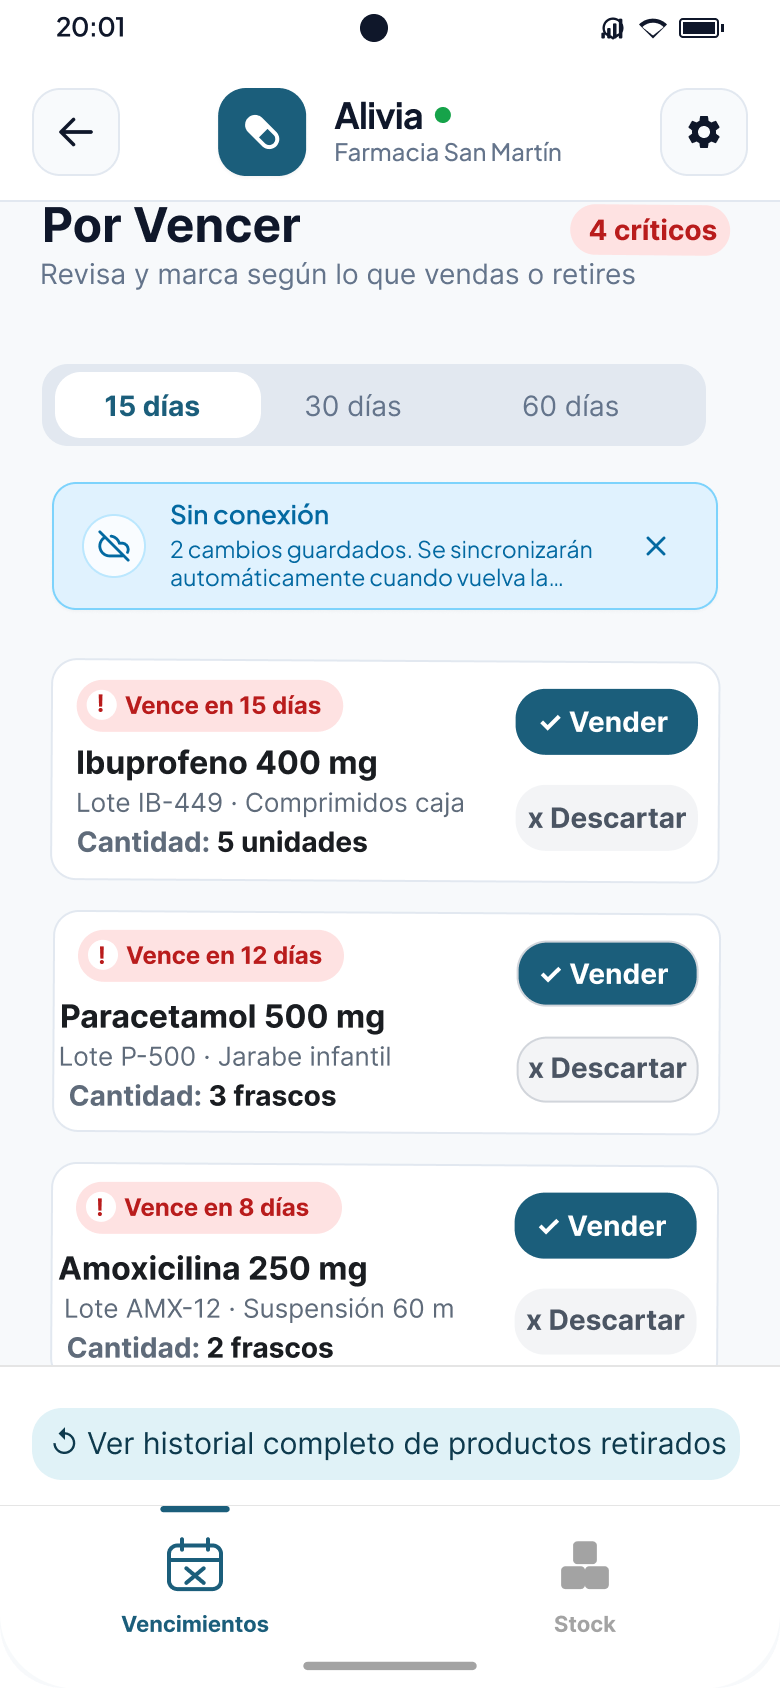 20:01
Alivia
Farmacia San Martín
Por Vencer
4 críticos
Revisa y marca según lo que vendas o retires
15 días
30 días
60 días
Sin conexión
2 cambios guardados. Se sincronizarán
automáticamente cuando vuelva la...
! Vence en 15 días
Ibuprofeno 400 mg
Lote IB-449 · Comprimidos caja
Cantidad: 5 unidades
✓ Vender
x Descartar
! Vence en 12 días
Paracetamol 500 mg
Lote P-500 · Jarabe infantil
Cantidad: 3 frascos
✓ Vender
x Descartar
! Vence en 8 días
Amoxicilina 250 mg
Lote AMX-12 · Suspensión 60 m
Cantidad: 2 frascos
✓ Vender
x Descartar
Ver historial completo de productos retirados
Vencimientos
Stock